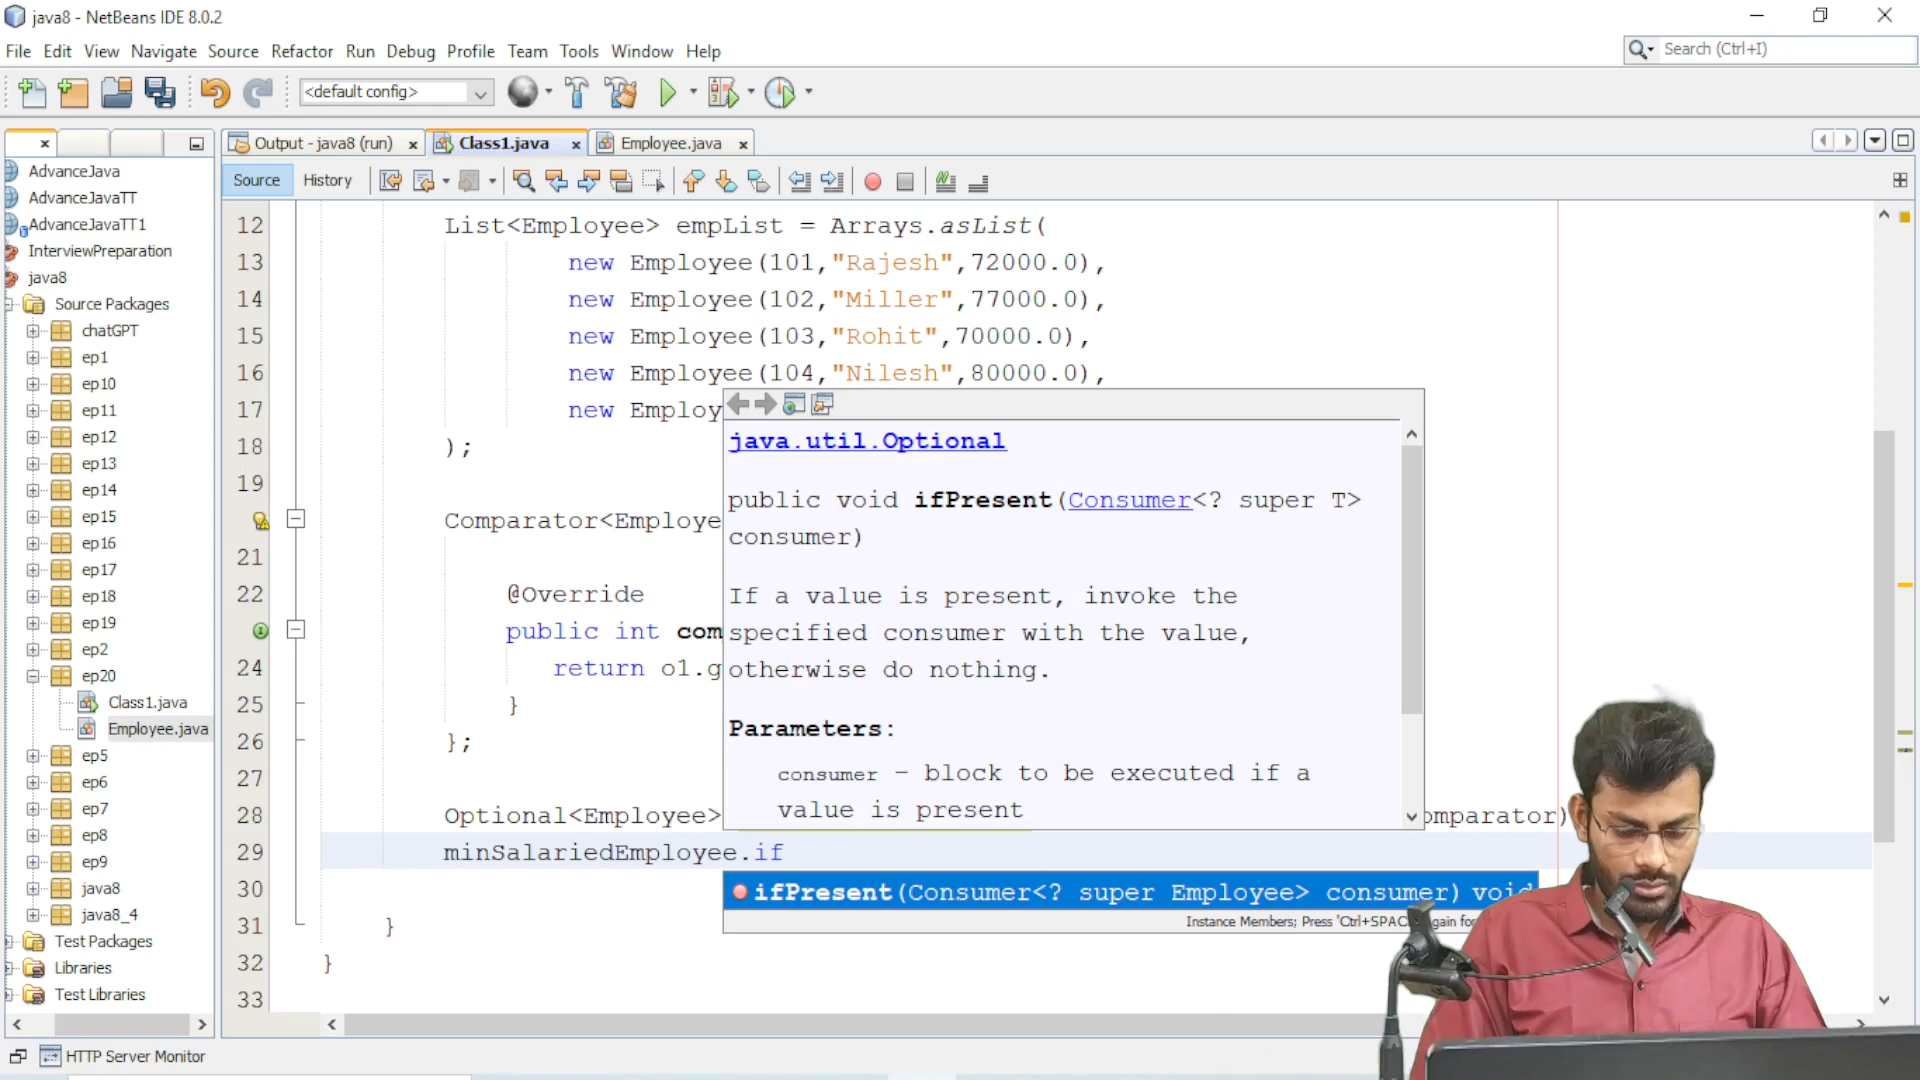 java8 - NetBeans IDE 8.0.2
File Edit View Navigate Source Refactor Run Debug Profile Team Tools Window Help
Search (Ctrl+I)
<default config>
Output - java8 (run)
Class1.java
Employee.java
Source
History
AdvanceJava
AdvanceJavaTT
AdvanceJavaTT1
InterviewPreparation
java8
Source Packages
chatGPT
ep1
ep10
ep11
ep12
ep13
ep14
ep15
ep16
ep17
ep18
ep19
ep2
ep20
Class1.java
Employee.java
ep5
ep6
ep7
ep8
ep9
java8
java8_4
Test Packages
Libraries
Test Libraries
12 List<Employee> empList = Arrays.asList(
13 new Employee(101,"Rajesh",72000.0),
14 new Employee(102,"Miller",77000.0),
15 new Employee(103,"Rohit",70000.0),
16 new Employee(104,"Nilesh",80000.0),
17 new Employ
18 );
19
Comparator<Employe
21
22 @Override
public int com
24 return o1.g
25 }
26 };
27
28 Optional<Employee> omparator)
29 minSalariedEmployee.if
30
31 }
32 }
33
java.util.Optional
public void ifPresent(Consumer<? super T>
consumer)
If a value is present, invoke the
specified consumer with the value,
otherwise do nothing.
Parameters:
consumer - block to be executed if a
value is present
ifPresent(Consumer<? super Employee> consumer) void
Instance Members; Press 'Ctrl+SPAC again for
HTTP Server Monitor